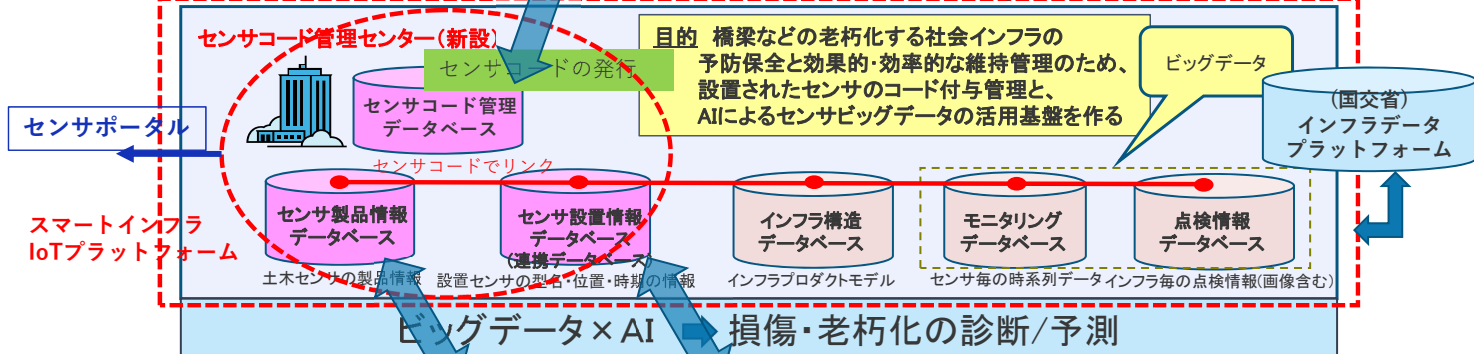 センサコード管理センター(新設)
センサコードの発行
目的 橋梁などの老朽化する社会インフラの
予防保全と効果的・効率的な維持管理のため、
設置されたセンサのコード付与管理と、
AIによるセンサビッグデータの活用基盤を作る
ビッグデータ
(国交省)
インフラデータ
プラットフォーム
センサコード管理
データベース
センサポータル
センサコードでリンク
スマートインフラ
IoTプラットフォーム
センサ製品情報
データベース
土木センサの製品情報
センサ設置情報
データベース
(連携データベース)
設置センサの型名・位置・時期の情報
インフラ構造
データベース
インフラプロダクトモデル
モニタリング
データベース
センサ毎の時系列データ
点検情報
データベース
インフラ毎の点検情報(画像含む)
ビッグデータ×AI 損傷・老朽化の診断/予測